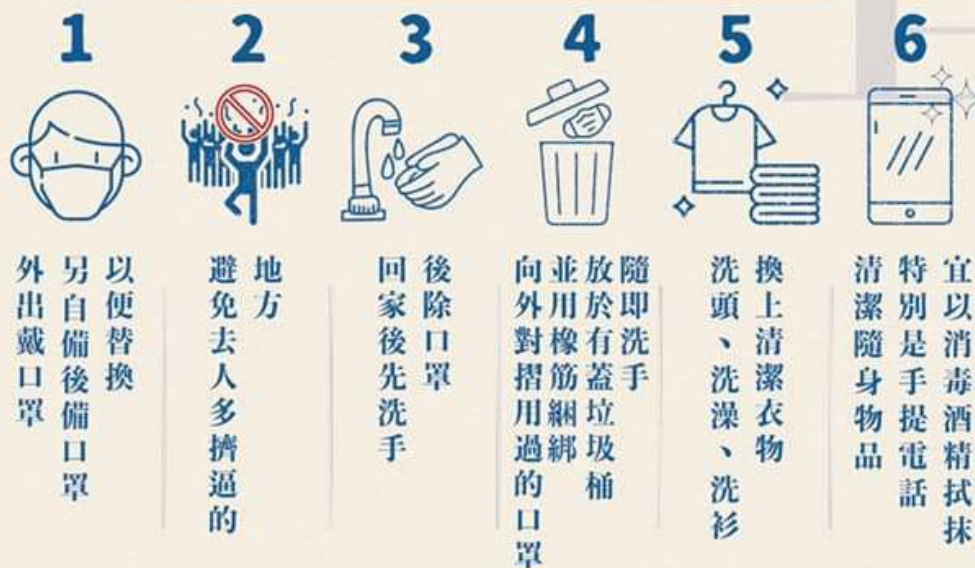 1
外出戴口罩
另自備後備口罩
以便替換
2
避免去人多擠逼的
地方
3
回家後先洗手
後除口罩
4
向外對摺用過的口罩
並用橡筋綑綁
放於有蓋垃圾桶
隨即洗手
5
洗頭、洗澡、洗衫
換上清潔衣物
6
清潔隨身物品
特別是手提電話
宜以消毒酒精拭抹